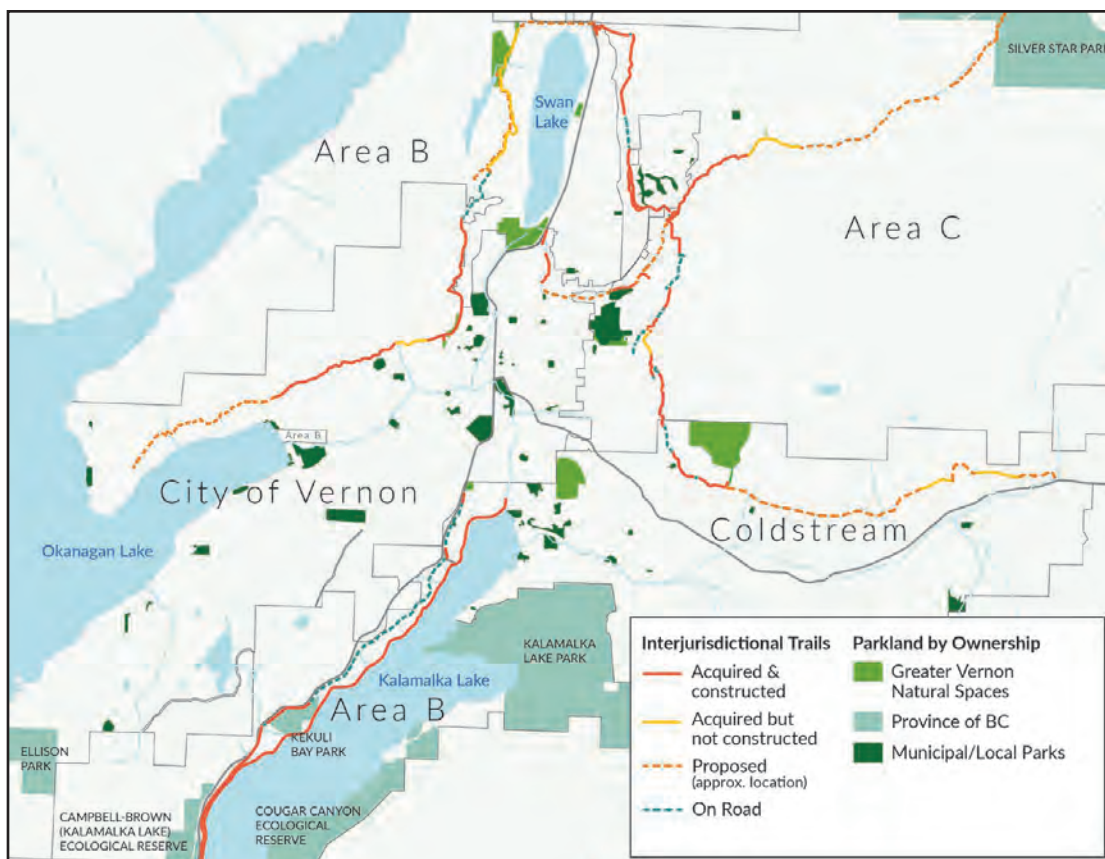 SILVER STAR PARK
Swan
Lake
Area B
Area C
Area B
City of Vernon
Okanagan Lake
Coldstream
KALAMALKA
LAKE PARK
Kalamalka Lake
Area B
KEKULI
BAY PARK
ELLISON
PARK
CAMPBELL-BROWN
(KALAMALKA LAKE)
ECOLOGICAL RESERVE
COUGAR CANYON
ECOLOGICAL
RESERVE
Interjurisdictional Trails
Acquired &
constructed
Acquired but
not constructed
Proposed
(approx. location)
On Road
Parkland by Ownership
Greater Vernon
Natural Spaces
Province of BC
Municipal/Local Parks